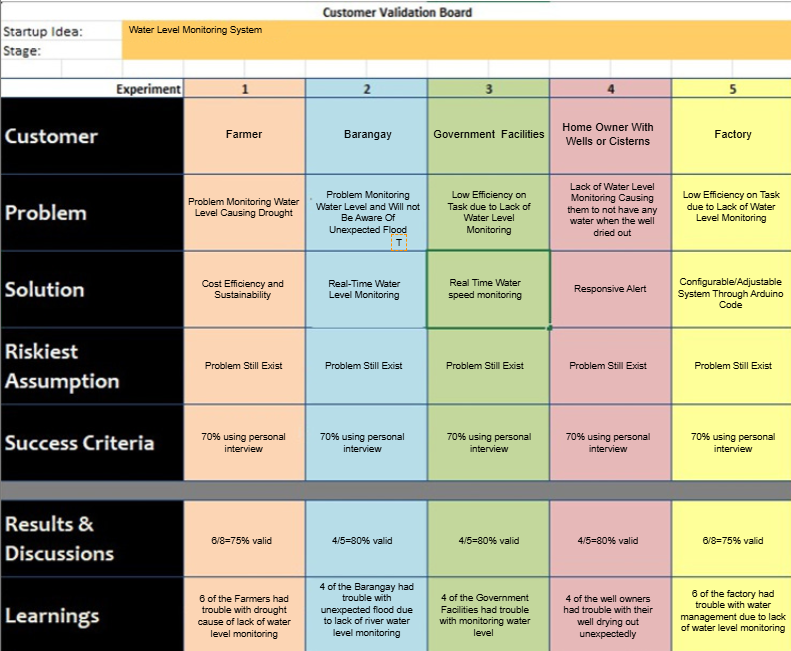 Customer Validation Board
Startup Idea:
Water Level Monitoring System
Stage:
Experiment 1 2 3 4 5
Customer
Farmer
Barangay
Government Facilities
Home Owner With
Wells or Cisterns
Factory
Problem
Problem Monitoring Water
Level Causing Drought
Problem Monitoring
Water Level and Will not
Be Aware Of
Unexpected Flood
T
Low Efficiency on
Task due to Lack of
Water Level
Monitoring
Lack of Water Level
Monitoring Causing
them to not have any
water when the well
dried out
Low Efficiency on Task
due to Lack of Water
Level Monitoring
Solution
Cost Efficiency and
Sustainability
Real-Time Water
Level Monitoring
Real Time Water
speed monitoring
Responsive Alert
Configurable/Adjustable
System Through Arduino
Code
Riskiest
Assumption
Problem Still Exist
Problem Still Exist
Problem Still Exist
Problem Still Exist
Problem Still Exist
Success Criteria
70% using personal
interview
70% using personal
interview
70% using personal
interview
70% using personal
interview
70% using personal
interview
Results &
Discussions
6/8=75% valid
4/5=80% valid
4/5=80% valid
4/5=80% valid
6/8=75% valid
Learnings
6 of the Farmers had
trouble with drought
cause of lack of water
level monitoring
4 of the Barangay had
trouble with
unexpected flood due
to lack of river water
level monitoring
4 of the Government
Facilities had trouble
with monitoring water
level
4 of the well owners
had trouble with their
well drying out
unexpectedly
6 of the factory had
trouble with water
management due to lack
of water level monitoring